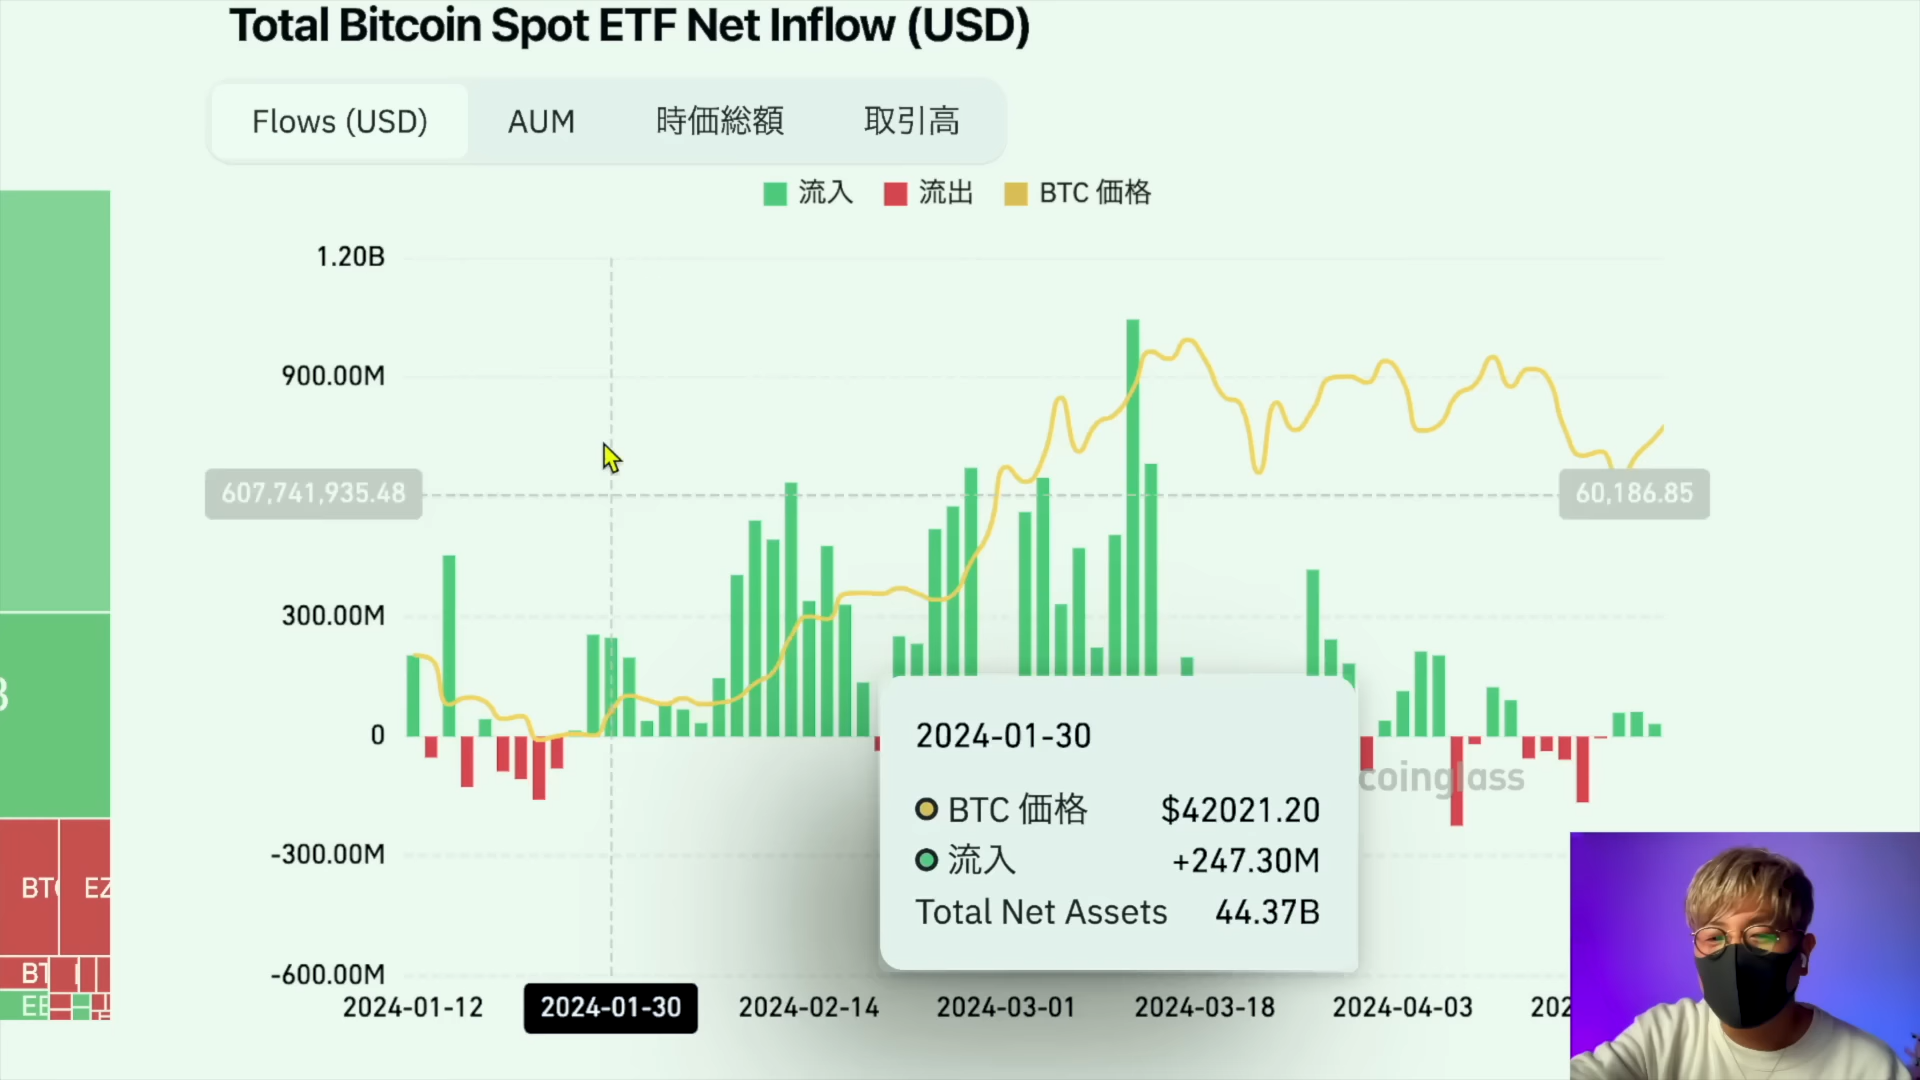 Total Bitcoin Spot ETF Net Inflow (USD)
Flows (USD) AUM 時価総額 取引高
流入 流出 BTC 価格
1.20B
900.00M
607,741,935.48 60,186.85
300.00M
0
-300.00M
-600.00M
2024-01-30
BTC 価格 $42021.20
流入 +247.30M
Total Net Assets 44.37B
coinglass
2024-01-12 2024-01-30 2024-02-14 2024-03-01 2024-03-18 2024-04-03
EZ